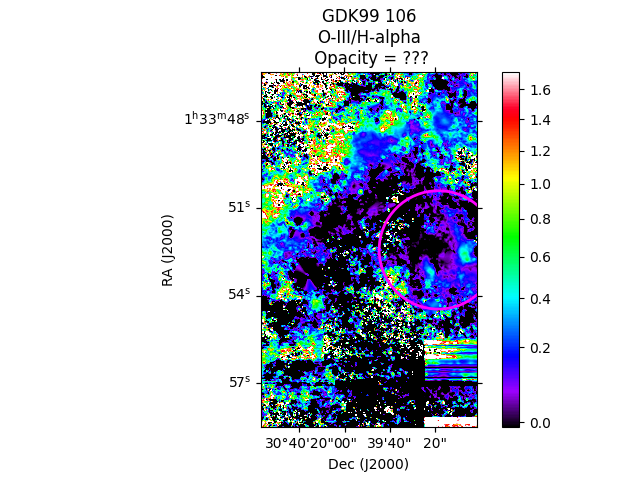 GDK99 106
O-III/H-alpha
Opacity = ???
1h33m48s
51s
54s
57s
RA (J2000)
30°40'20"00" 39'40" 20"
Dec (J2000)
1.6
1.4
1.2
1.0
0.8
0.6
0.4
0.2
0.0